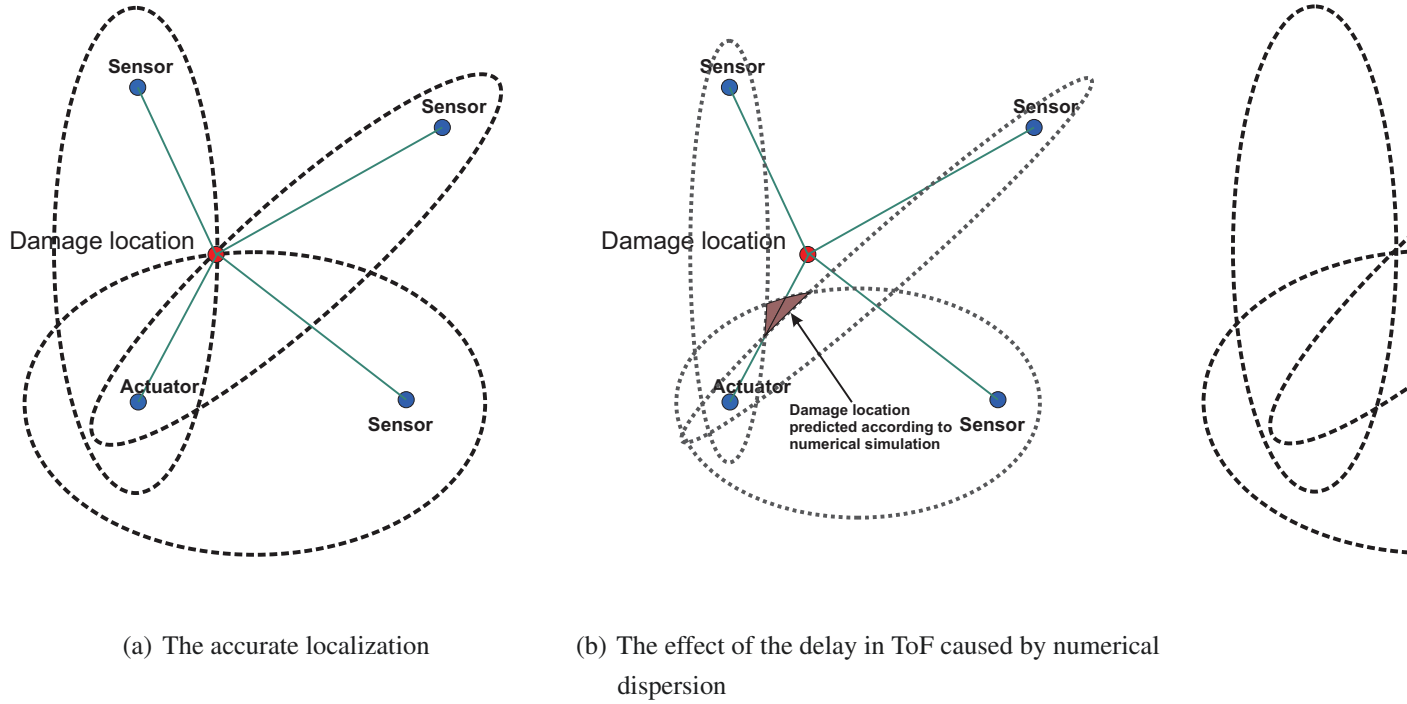 Sensor
Sensor
Damage location
Actuator
Sensor
(a) The accurate localization
Sensor
Sensor
Damage location
Actuator
Damage location
predicted according to
numerical simulation
Sensor
(b) The effect of the delay in ToF caused by numerical
dispersion